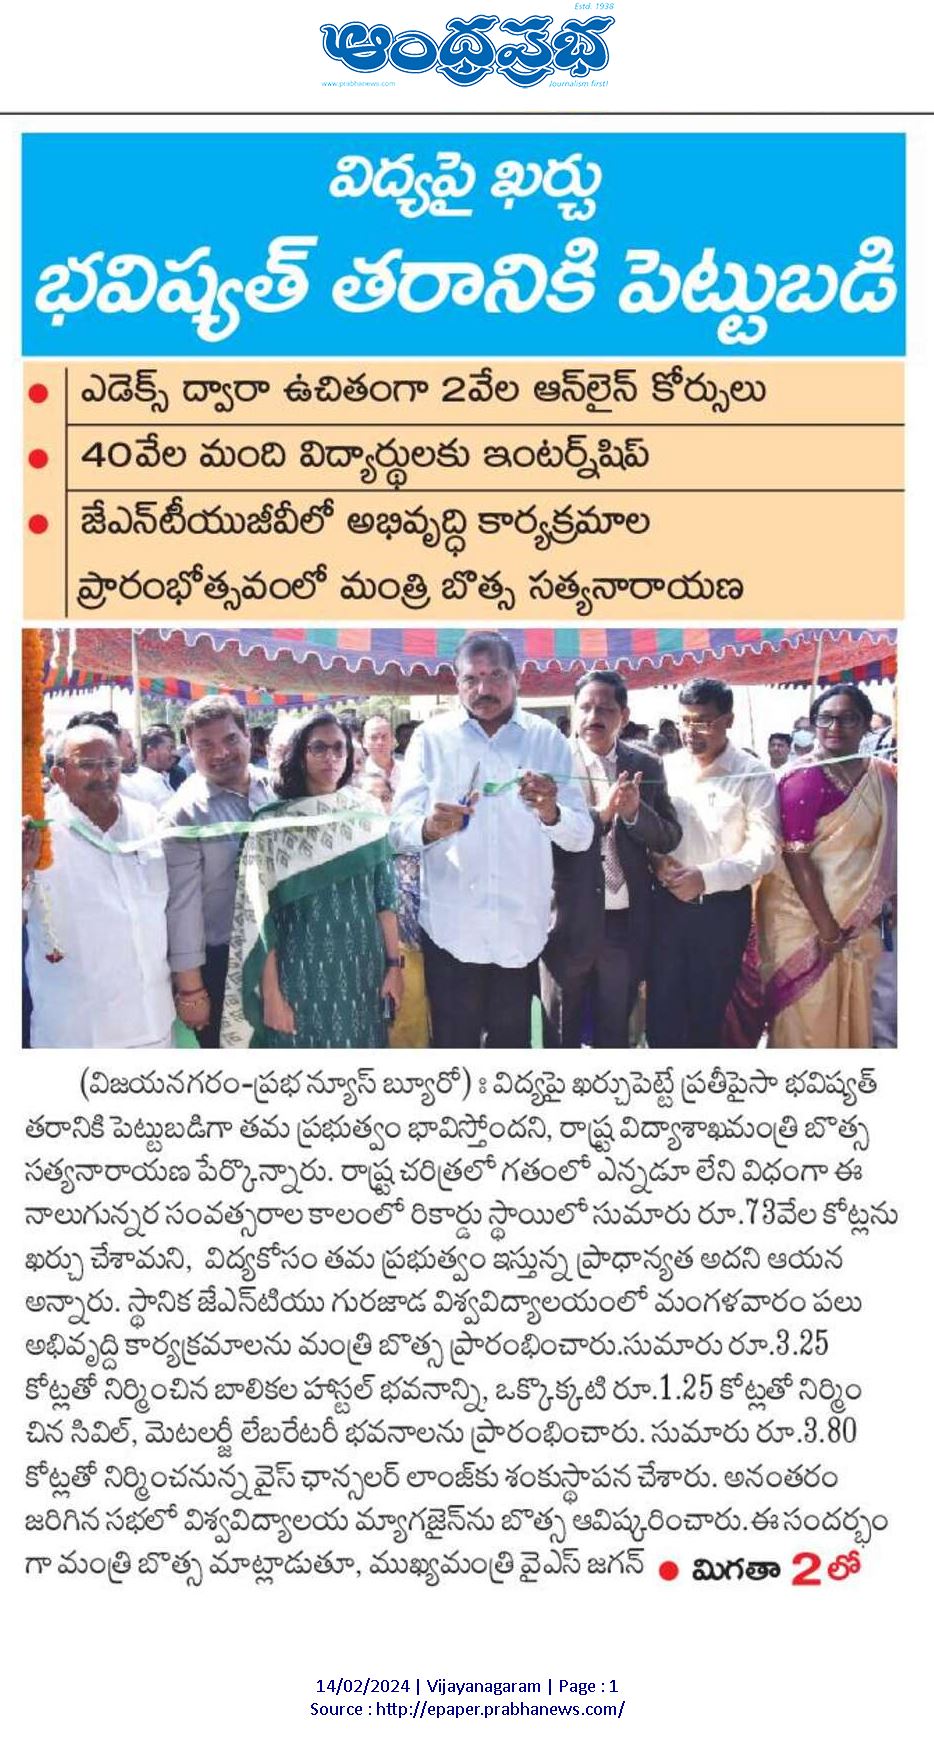 Estd. 1938
ఆంధ్రప్రభ
www.prabhanews.com
Journalism first!
విద్యపై ఖర్చు
భవిష్యత్ తరానికి పెట్టుబడి
ఎడెక్స్ ద్వారా ఉచితంగా 2వేల ఆన్‌లైన్ కోర్సులు
40వేల మంది విద్యార్థులకు ఇంటర్న్‌షిప్
జేఎన్‌టీయుజీవీలో అభివృద్ధి కార్యక్రమాల
ప్రారంభోత్సవంలో మంత్రి బొత్స సత్యనారాయణ
(విజయనగరం-ప్రభ న్యూస్ బ్యూరో) : విద్యపై ఖర్చుపెట్టే ప్రతీపైసా భవిష్యత్
తరానికి పెట్టుబడిగా తమ ప్రభుత్వం భావిస్తోందని, రాష్ట్ర విద్యాశాఖమంత్రి బొత్స
సత్యనారాయణ పేర్కొన్నారు. రాష్ట్ర చరిత్రలో గతంలో ఎన్నడూ లేని విధంగా ఈ
నాలుగున్నర సంవత్సరాల కాలంలో రికార్డు స్థాయిలో సుమారు రూ.73వేల కోట్లను
ఖర్చు చేశామని, విద్యకోసం తమ ప్రభుత్వం ఇస్తున్న ప్రాధాన్యత అదని ఆయన
అన్నారు. స్థానిక జేఎన్‌టియు గురజాడ విశ్వవిద్యాలయంలో మంగళవారం పలు
అభివృద్ది కార్యక్రమాలను మంత్రి బొత్స ప్రారంభించారు.సుమారు రూ.3.25
కోట్లతో నిర్మించిన బాలికల హాస్టల్ భవనాన్ని, ఒక్కొక్కటి రూ.1.25 కోట్లతో నిర్మిం
చిన సివిల్, మెటలర్జీ లేబరేటరీ భవనాలను ప్రారంభించారు. సుమారు రూ.3.80
కోట్లతో నిర్మించనున్న వైస్ ఛాన్సలర్ లాంజ్‌కు శంకుస్థాపన చేశారు. అనంతరం
జరిగిన సభలో విశ్వవిద్యాలయ మ్యాగజైన్‌ను బొత్స ఆవిష్కరించారు.ఈ సందర్భం
గా మంత్రి బొత్స మాట్లాడుతూ, ముఖ్యమంత్రి వైఎస్ జగన్ ● మిగతా 2లో
14/02/2024 | Vijayanagaram | Page : 1
Source : http://epaper.prabhanews.com/